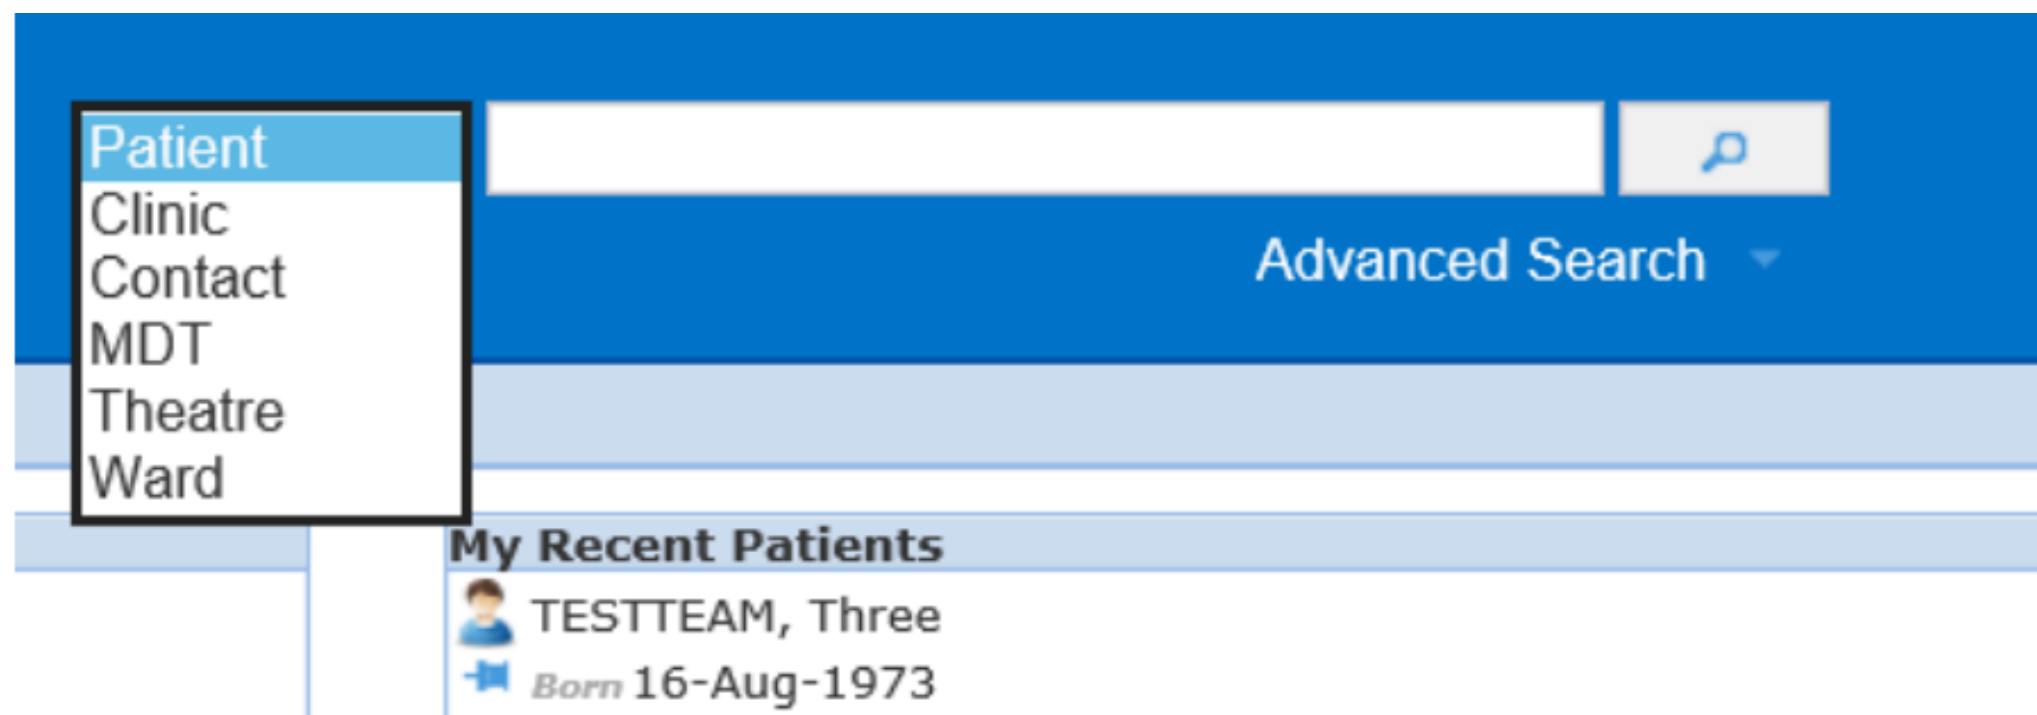 Patient
Clinic
Contact
MDT
Theatre
Ward
Advanced Search
My Recent Patients
TESTTEAM, Three
Born 16-Aug-1973